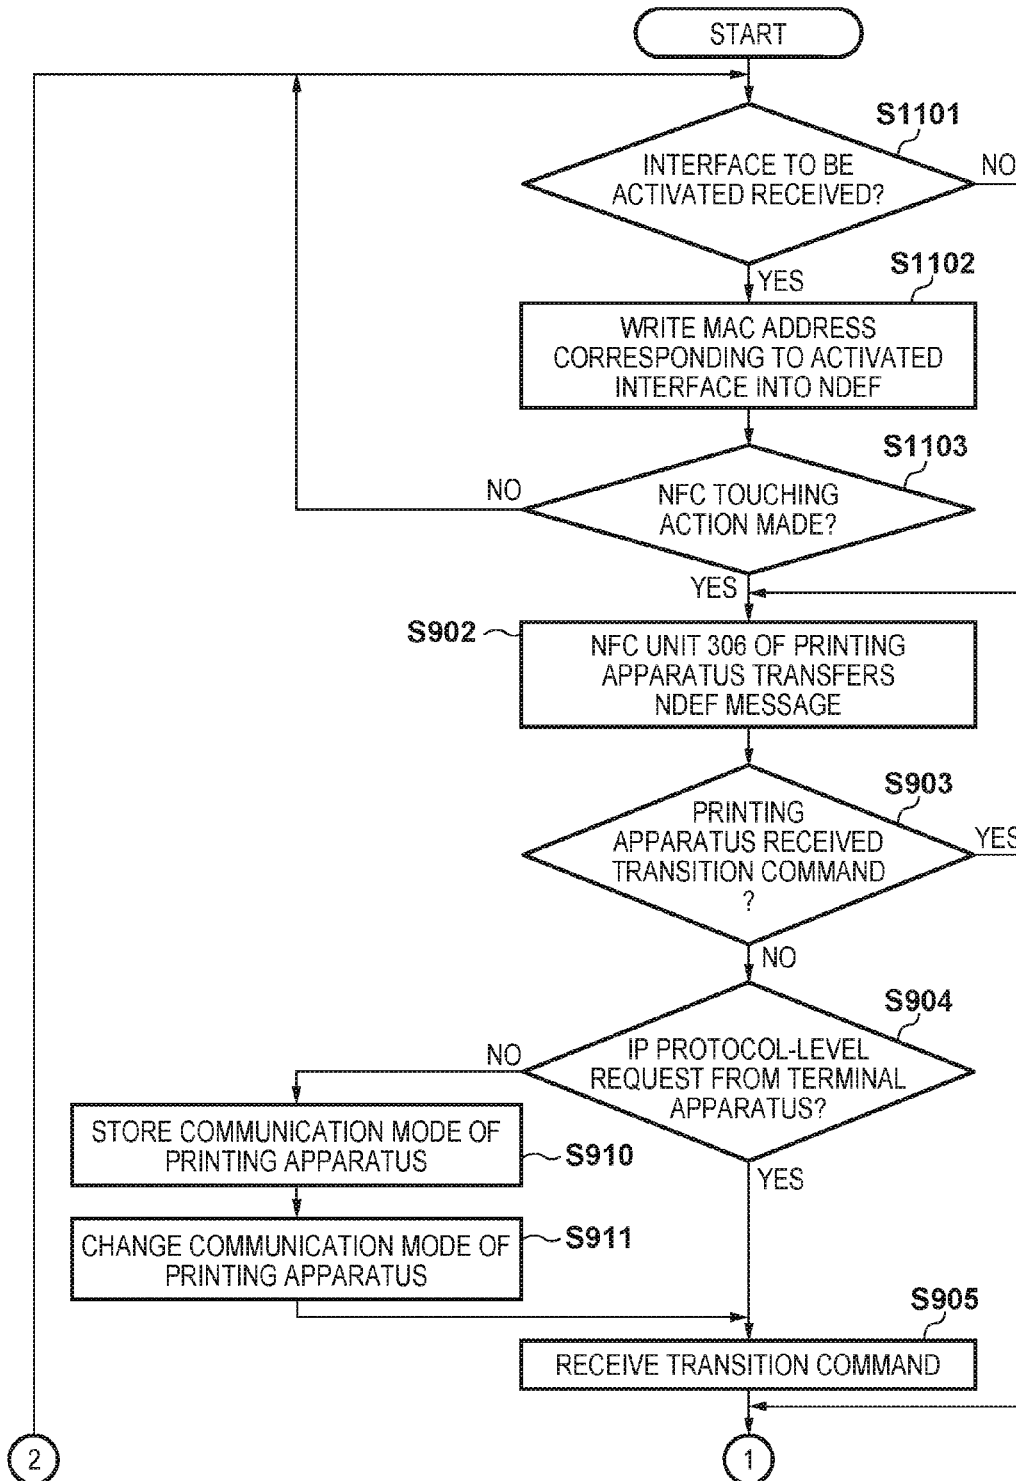 START
S1101
INTERFACE TO BE
ACTIVATED RECEIVED?
NO
YES
S1102
WRITE MAC ADDRESS
CORRESPONDING TO ACTIVATED
INTERFACE INTO NDEF
S1103
NO
NFC TOUCHING
ACTION MADE?
YES
S902
NFC UNIT 306 OF PRINTING
APPARATUS TRANSFERS
NDEF MESSAGE
S903
PRINTING
APPARATUS RECEIVED
TRANSITION COMMAND
?
YES
NO
S904
NO
IP PROTOCOL-LEVEL
REQUEST FROM TERMINAL
APPARATUS?
YES
STORE COMMUNICATION MODE OF
PRINTING APPARATUS
S910
CHANGE COMMUNICATION MODE OF
PRINTING APPARATUS
S911
S905
RECEIVE TRANSITION COMMAND
2
1